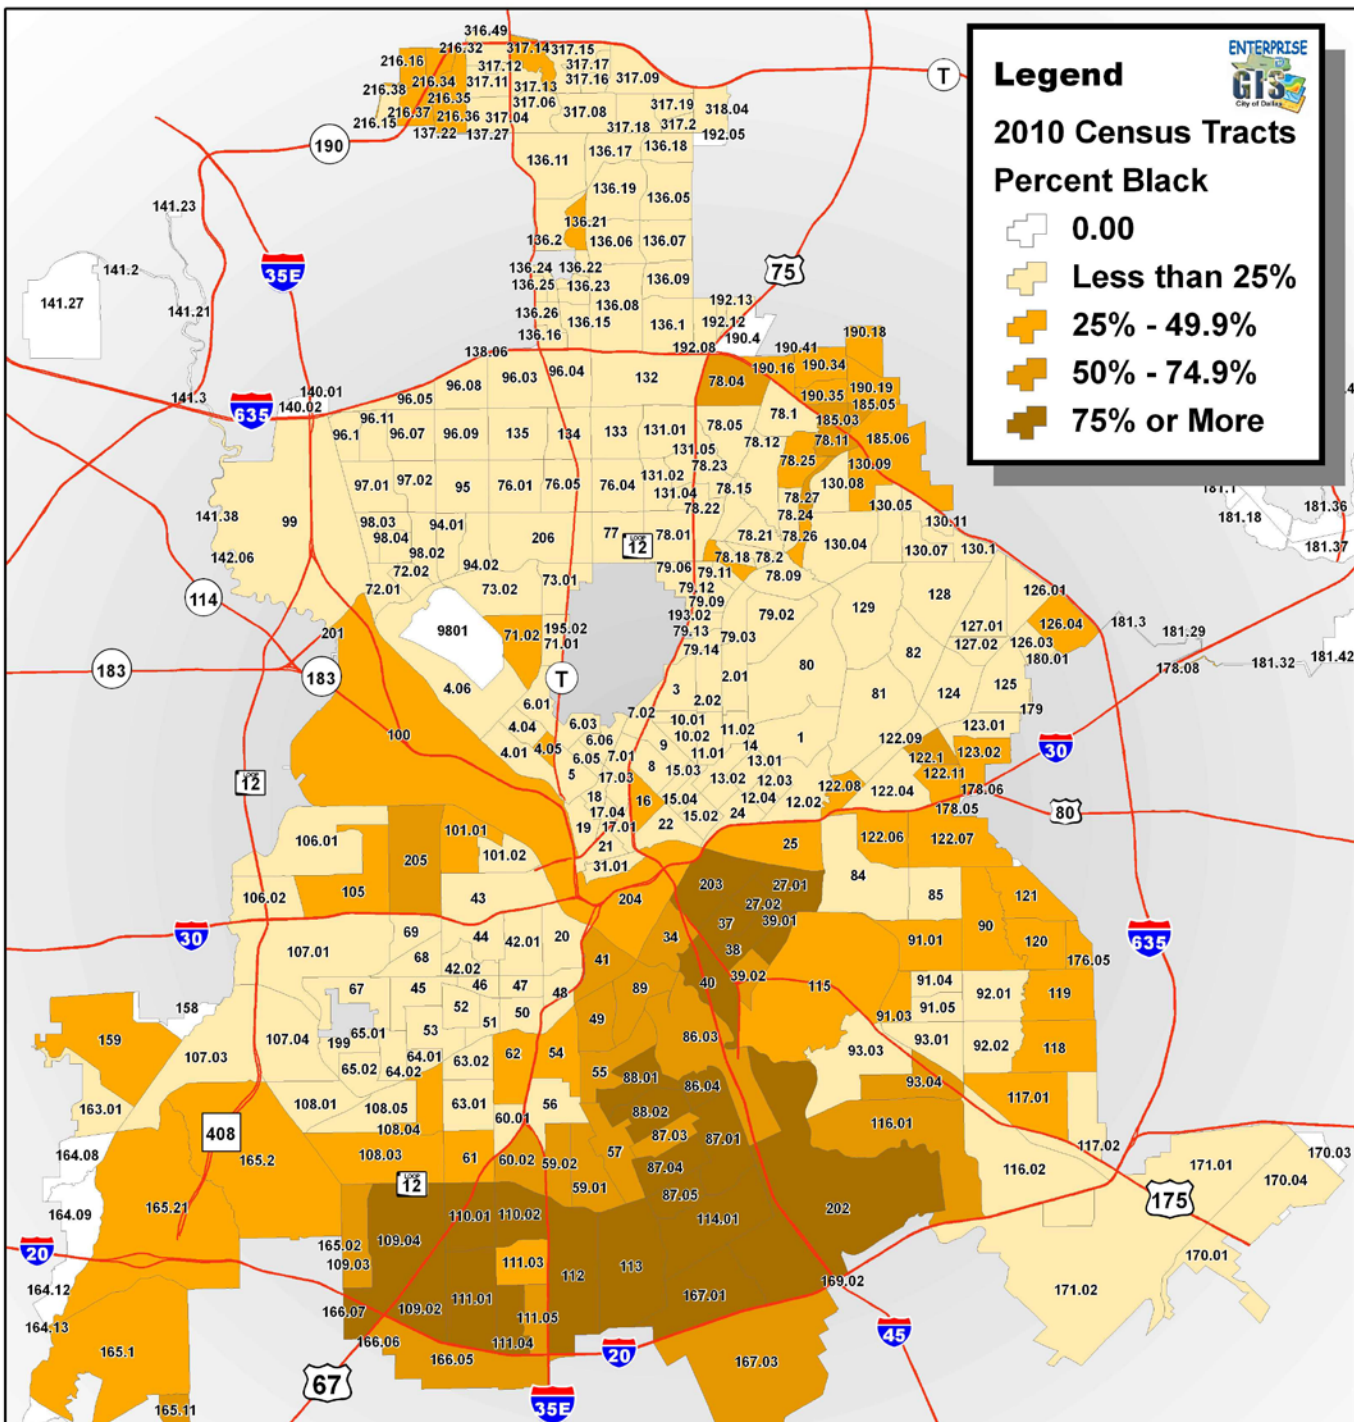 316.49
216.32 317.14 317.15
216.16 317.12 317.17
216.34 317.11 317.16 317.09
216.38 317.13
216.35 317.06 317.19
216.37 216.36 317.04 317.08 318.04
216.15 317.18 317.2
137.22 137.27 192.05
190
136.11 136.17 136.18
136.19
136.05
141.23
136.21
136.2 136.06 136.07
141.2 35E 136.24 136.22 75
136.25 136.23 136.09
141.27
141.21 136.26 136.08 192.13
136.16 136.15 136.1 192.12
190.4 190.18
138.06 192.08 190.41
96.04 190.16 190.34
96.08 96.03 132 78.04
190.19
141.3 140.01 96.05 190.35 185.05
635 140.02 78.1 185.03
96.11 78.05
96.1 96.07 96.09 135 134 133 131.01 78.12 78.11 185.06
131.05
78.23 78.25 130.09
97.01 97.02 95 76.01 76.05 76.04 131.02 130.08
131.04 78.15 78.27
78.22 130.05
141.38 99 98.03 94.01 78.24 130.11
98.04 206 77 LOOP 12 78.01 78.21 78.26 130.04
98.02 130.07 130.1
142.06 94.02 78.18 78.2
72.02 79.06 79.11 78.09
72.01 73.02 73.01 79.12 126.01
114 79.09 129 128
193.02 79.02
201 9801 71.02 195.02 79.13 79.03 127.01 126.04 181.3
71.01 79.14 82 127.02 126.03 181.29
183 183 180.01 178.08 181.32 181.42
T 80
4.06 3 2.01 81 124 125
6.01 2.02 179
7.02
100 4.04 6.03 10.01 11.02 1 123.01
6.06 9 10.02 14 122.09
4.01 4.05 7.01 11.01 13.01 122.1 123.02 30
6.05 8 15.03
5 17.03 13.02 12.03 122.11
LOOP 12 18 16 15.04 12.04 122.08 122.04 178.06
17.04 15.02 24 12.02 178.05 80
19 17.01 22
106.01 101.01 21 25 122.06 122.07
205 101.02 31.01
105 203 27.01 84
106.02 43 204 27.02 85 121
30 37 39.01 90
69 44 42.01 20 34 38 91.01 120
107.01 68 42.02 41 176.05 635
67 45 46 47 48 89 40 39.02 115 91.04 92.01 119
158 52 50 91.05
65.01 53 51 49 91.03
159 107.04 199 86.03 93.01 92.02 118
107.03 64.01 63.02 62 54 93.03
65.02 64.02 55
88.01 86.04 93.04
163.01 108.01 108.05 63.01 56 117.01
60.01 88.02
408 108.04 87.03 87.01 116.01
164.08 57 117.02 170.03
165.2 108.03 61 60.02 59.02 87.04 116.02 171.01
LOOP 12 59.01 87.05 170.04
165.21 202 175
164.09 110.01 110.02 114.01
165.02 109.04
20 109.03 111.03 112 113 170.01
164.12 169.02 171.02
111.01 167.01
166.07 109.02 111.05
164.13 166.06 111.04 45
165.1 166.05 20 167.03
67
165.11 35E
T
Legend
ENTERPRISE
GIS
City of Dallas
2010 Census Tracts
Percent Black
0.00
Less than 25%
25% - 49.9%
50% - 74.9%
75% or More
181.1 181.36
181.18
181.37